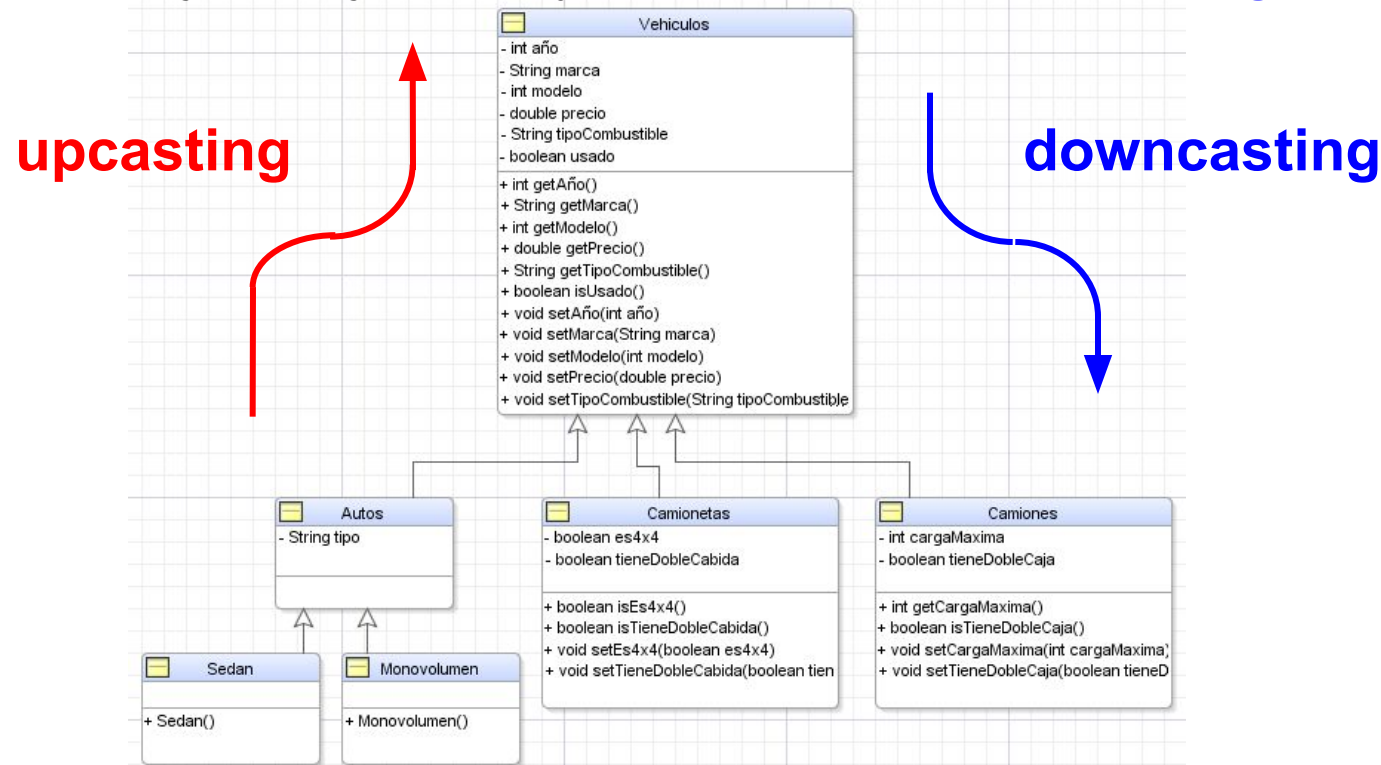 upcasting
downcasting
Vehiculos
- int año
- String marca
- int modelo
- double precio
- String tipoCombustible
- boolean usado
+ int getAño()
+ String getMarca()
+ int getModelo()
+ double getPrecio()
+ String getTipoCombustible()
+ boolean isUsado()
+ void setAño(int año)
+ void setMarca(String marca)
+ void setModelo(int modelo)
+ void setPrecio(double precio)
+ void setTipoCombustible(String tipoCombustible
Autos
- String tipo
Camionetas
- boolean es4x4
- boolean tieneDobleCabida
+ boolean isEs4x4()
+ boolean isTieneDobleCabida()
+ void setEs4x4(boolean es4x4)
+ void setTieneDobleCabida(boolean tien
Camiones
- int cargaMaxima
- boolean tieneDobleCaja
+ int getCargaMaxima()
+ boolean isTieneDobleCaja()
+ void setCargaMaxima(int cargaMaxima)
+ void setTieneDobleCaja(boolean tieneD
Sedan
+ Sedan()
Monovolumen
+ Monovolumen()